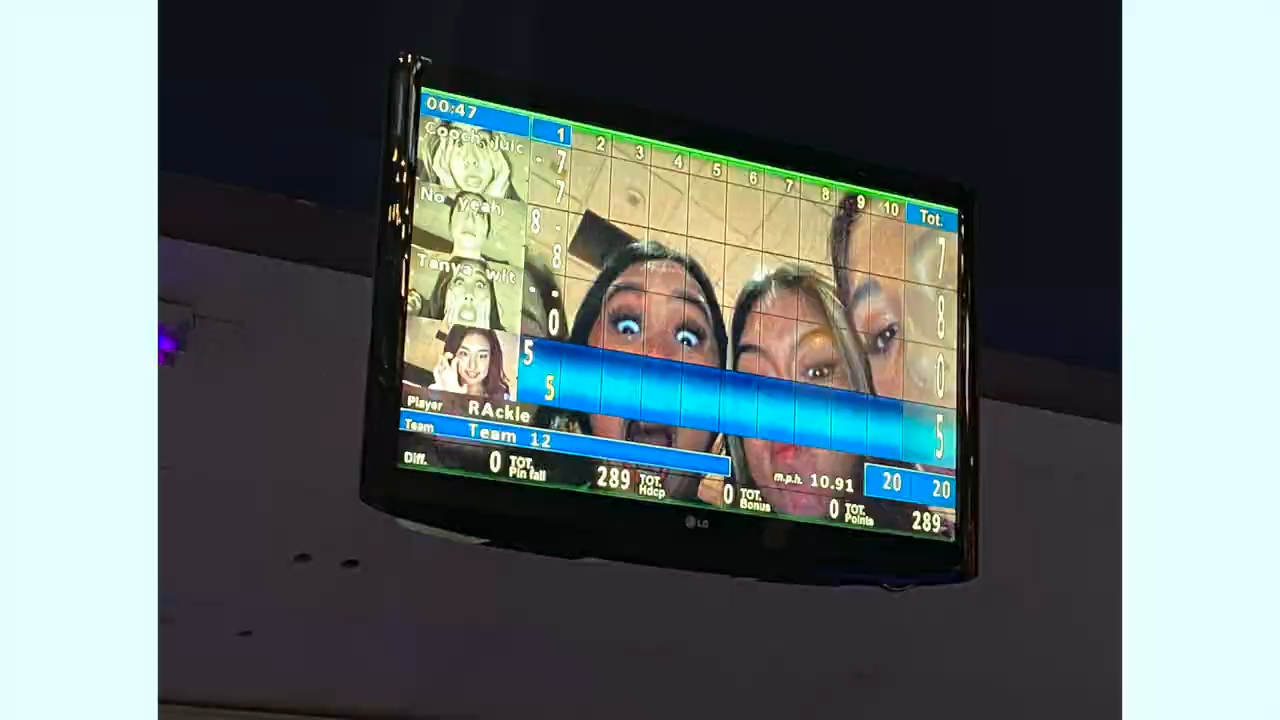 00:47 1 2 3 4 5 6 7 8 9 10 Tot.
Cooch juic - 7
7 7
No yeah 8 -
8 8
Tanya wit - -
0 0
5
5 5
Player RAckle
Team Team 12
m.p.h. 10.91 20 20
Diff. 0 TOT. Pin fall 289 TOT. Hdcp 0 TOT. Bonus 0 TOT. Points 289
LG